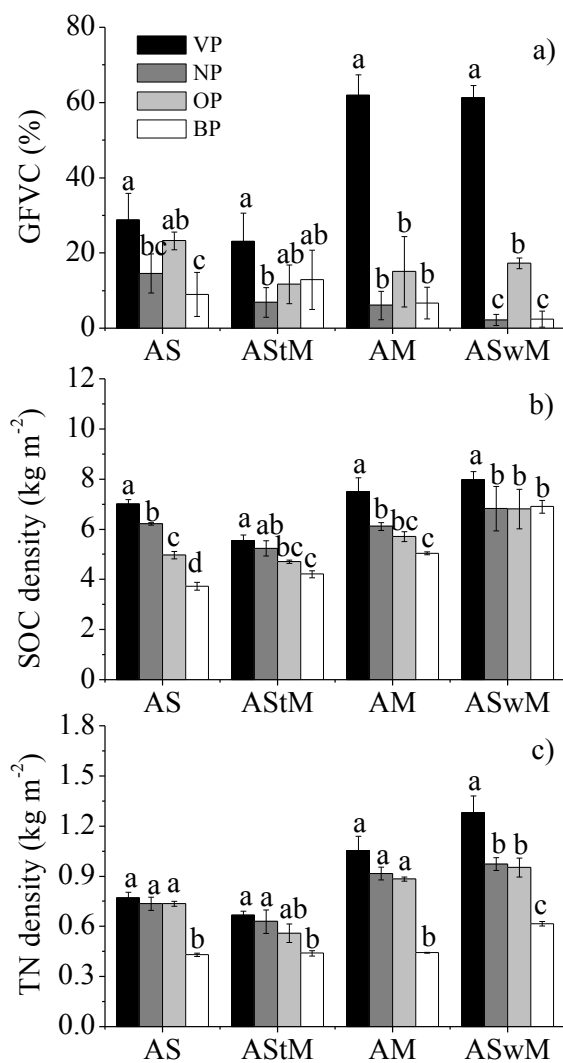 a)
VP
NP
OP
BP
GFVC (%)
80
60
40
20
0
a bc ab c
a b ab ab
a b b b
a c b c
AS AStM AM ASwM
b)
SOC density (kg m⁻²)
12
10
8
6
4
2
0
a b c d
a ab bc c
a b bc c
a b b b
AS AStM AM ASwM
c)
TN density (kg m⁻²)
1.8
1.5
1.2
0.9
0.6
0.3
0.0
a a a b
a a ab b
a a a b
a b b c
AS AStM AM ASwM